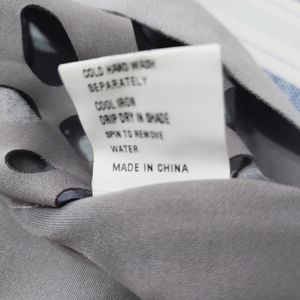 COLD HAND WASH
SEPARATELY
COOL IRON
DRIP DRY IN SHADE
SPIN TO REMOVE
WATER
MADE IN CHINA